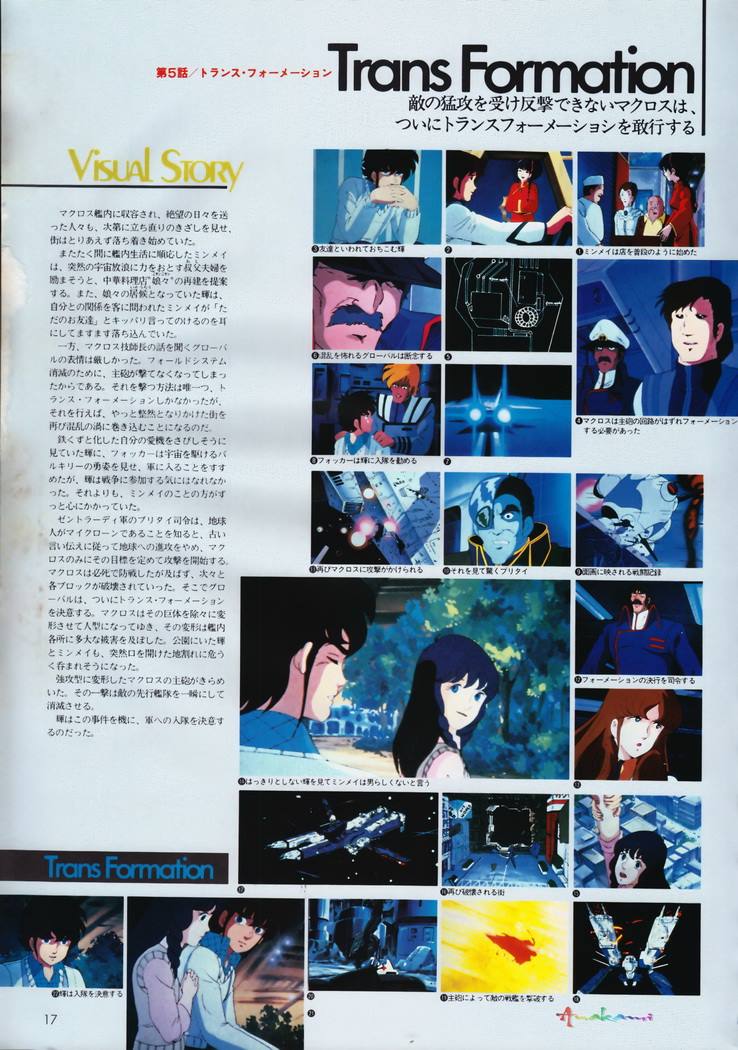 第5話／トランス・フォーメーション
Trans Formation
敵の猛攻を受け反撃できないマクロスは、
ついにトランスフォーメーションを敢行する
VISUAL STORY
マクロス艦内に収容され、絶望の日々を送
った人々も、次第に立ち直りのきざしを見せ、
街はとりあえず落ち着き始めていた。
またたく間に艦内生活に順応したミンメイ
は、突然の宇宙放浪に力をおとす叔父夫婦を
励まそうと、中華料理店"娘々"の再建を提案
する。また、娘々の居候となっていた輝は、
自分との関係を客に問われたミンメイが「た
だのお友達」とキッパリ言ってのけるのを耳
にしてますます落ち込んでいた。
一方、マクロス技師長の話を聞くグローバ
ルの表情は厳しかった。フォールドシステム
消滅のために、主砲が撃てなくなってしまっ
たからである。それを撃つ方法は唯一つ、ト
ランス・フォーメーションしかなかったが、
それを行えば、やっと整然となりかけた街を
再び混乱の渦に巻き込むことになるのだ。
鉄くずと化した自分の愛機をさびしそうに
見ていた輝に、フォッカーは宇宙を駆けるバ
ルキリーの勇姿を見せ、軍に入ることをすす
めたが、輝は戦争に参加する気にはなれなか
った。それよりも、ミンメイのことの方がず
っと心にかかっていた。
ゼントラーディ軍のブリタイ司令は、地球
人がマイクローンであることを知ると、古い
言い伝えに従って地球への進攻をやめ、マク
ロスのみにその目標を定めて攻撃を開始する。
マクロスは必死で防戦したが及ばず、次々と
各ブロックが破壊されていった。そこでグロ
ーバルは、ついにトランス・フォーメーション
を決意する。マクロスはその巨体を徐々に変
形させて人型になってゆき、その変形は艦内
各所に多大な被害を及ぼした。公園にいた輝
とミンメイも、突然口を開けた地割れに危う
く呑まれそうになった。
強攻型に変形したマクロスの主砲がきらめ
いた。その一撃は敵の先行艦隊を一瞬にして
消滅させる。
輝はこの事件を機に、軍への入隊を決意す
るのだった。
③友達といわれておちこむ輝
②
①ミンメイは店を普段のように始めた
⑥混乱を怖れるグローバルは断念する
⑤
④マクロスは主砲の回路がはずれフォーメーション
する必要があった
⑧フォッカーは輝に入隊を勧める
⑦
⑪再びマクロスに攻撃がかけられる
⑩それを見て驚くブリタイ
⑨画面に映される戦闘記録
⑫フォーメーションの決行を司令する
⑭はっきりとしない輝を見てミンメイは男らしくないと言う
⑬
⑰
⑯再び破壊される街
⑮
Trans Formation
㉒輝は入隊を決意する
⑳
㉑
⑲主砲によって敵の戦艦を撃破する
⑱
17
Anakami